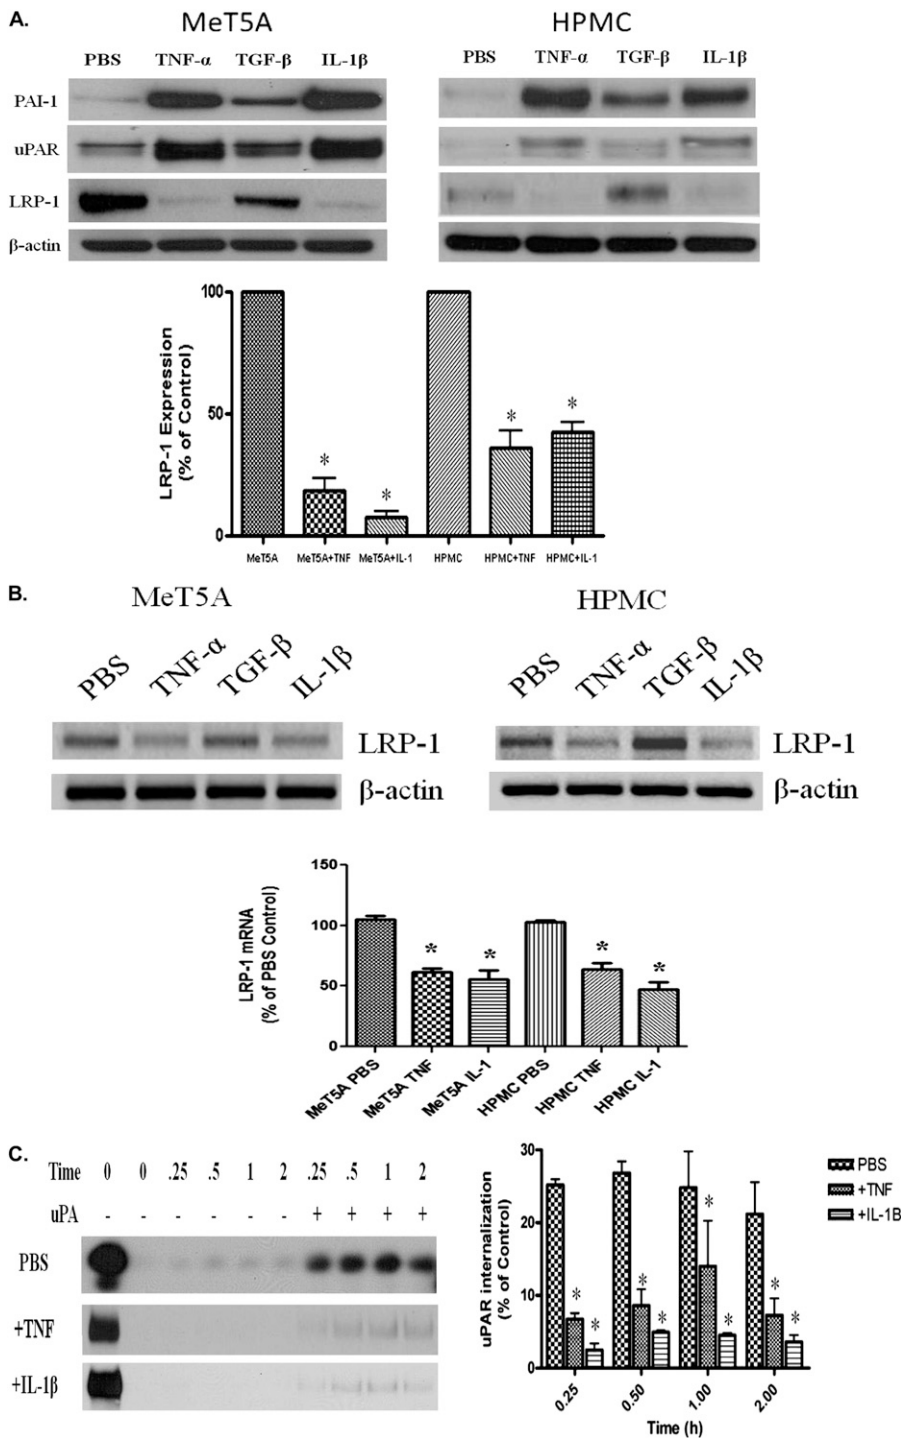 A.
MeT5A HPMC
PBS TNF-α TGF-β IL-1β PBS TNF-α TGF-β IL-1β
PAI-1
uPAR
LRP-1
β-actin
LRP-1 Expression
(% of Control)
100
50
0
MeT5A MeT5A+TNF MeT5A+IL-1 HPMC HPMC+TNF HPMC+IL-1
* * * *
B.
MeT5A HPMC
PBS TNF-α TGF-β IL-1β PBS TNF-α TGF-β IL-1β
LRP-1 LRP-1
β-actin β-actin
LRP-1 mRNA
(% of PBS Control)
150
100
50
0
* * * *
MeT5A PBS MeT5A TNF MeT5A IL-1 HPMC PBS HPMC TNF HPMC IL-1
C.
Time 0 0 .25 .5 1 2 .25 .5 1 2
uPA - - - - - - + + + +
PBS
+TNF
+IL-1β
uPAR internalization
(% of Control)
30
20
10
0
* * * * * * * *
0.25 0.50 1.00 2.00
Time (h)
PBS
+TNF
+IL-1B